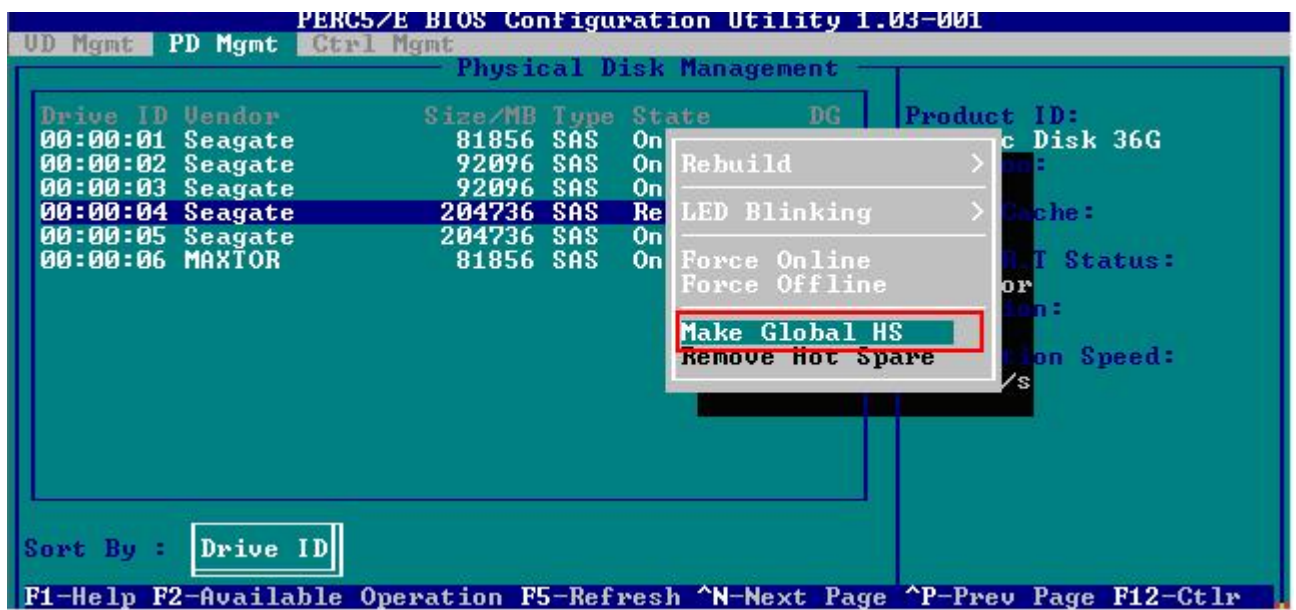 PERC5/E BIOS Configuration Utility 1.03-001
VD Mgmt PD Mgmt Ctrl Mgmt
Physical Disk Management
Drive ID Vendor Size/MB Type State DG
00:00:01 Seagate 81856 SAS On
00:00:02 Seagate 92096 SAS On
00:00:03 Seagate 92096 SAS On
00:00:04 Seagate 204736 SAS Re
00:00:05 Seagate 204736 SAS On
00:00:06 MAXTOR 81856 SAS On
Rebuild >
LED Blinking >
Force Online
Force Offline
Make Global HS
Remove Hot Spare
Product ID:
c Disk 36G
on:
Cache:
R.T Status:
or
ion:
ion Speed:
/s
Sort By : Drive ID
F1-Help F2-Available Operation F5-Refresh ^N-Next Page ^P-Prev Page F12-Ctlr